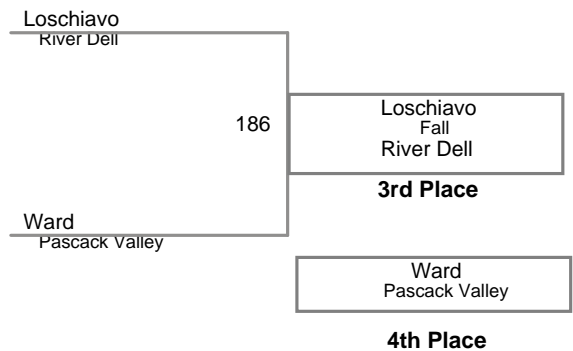 Loschiavo
River Dell
186
Loschiavo
Fall
River Dell
3rd Place
Ward
Pascack Valley
Ward
Pascack Valley
4th Place